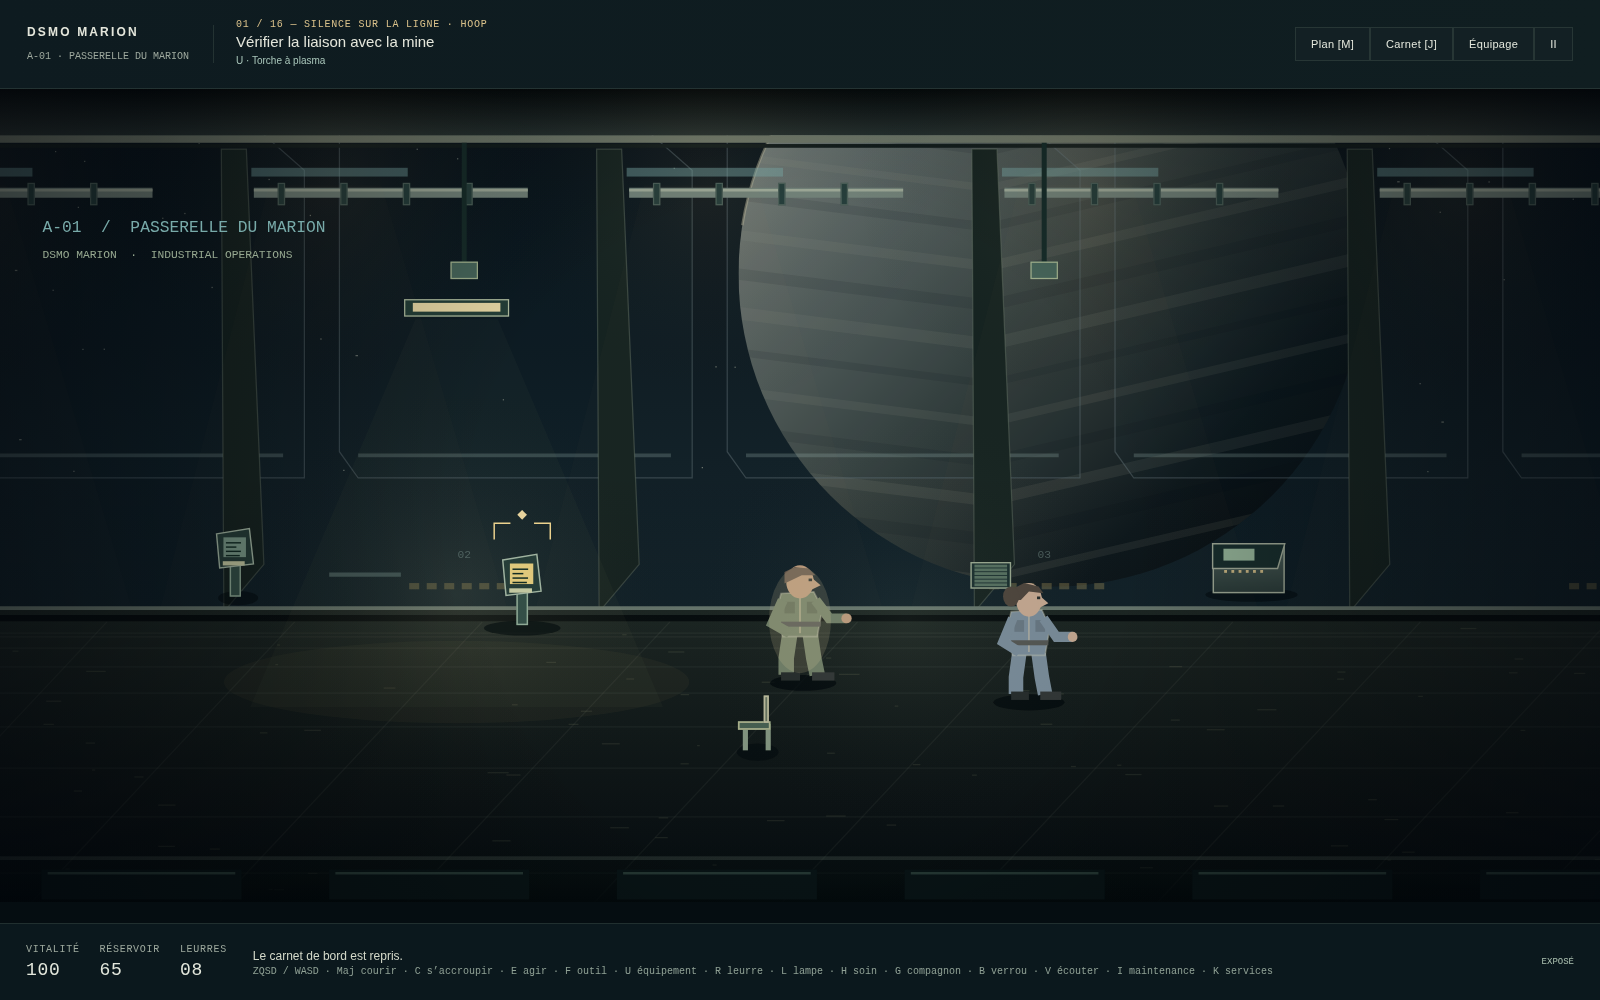 DSMO MARION
A-01 · PASSERELLE DU MARION
01 / 16 — SILENCE SUR LA LIGNE · HOOP
Vérifier la liaison avec la mine
U · Torche à plasma
Plan [M]
Carnet [J]
Équipage
II
A-01 / PASSERELLE DU MARION
DSMO MARION · INDUSTRIAL OPERATIONS
02
03
VITALITÉ
100
RÉSERVOIR
65
LEURRES
08
Le carnet de bord est repris.
ZQSD / WASD · Maj courir · C s’accroupir · E agir · F outil · U équipement · R leurre · L lampe · H soin · G compagnon · B verrou · V écouter · I maintenance · K services
EXPOSÉ